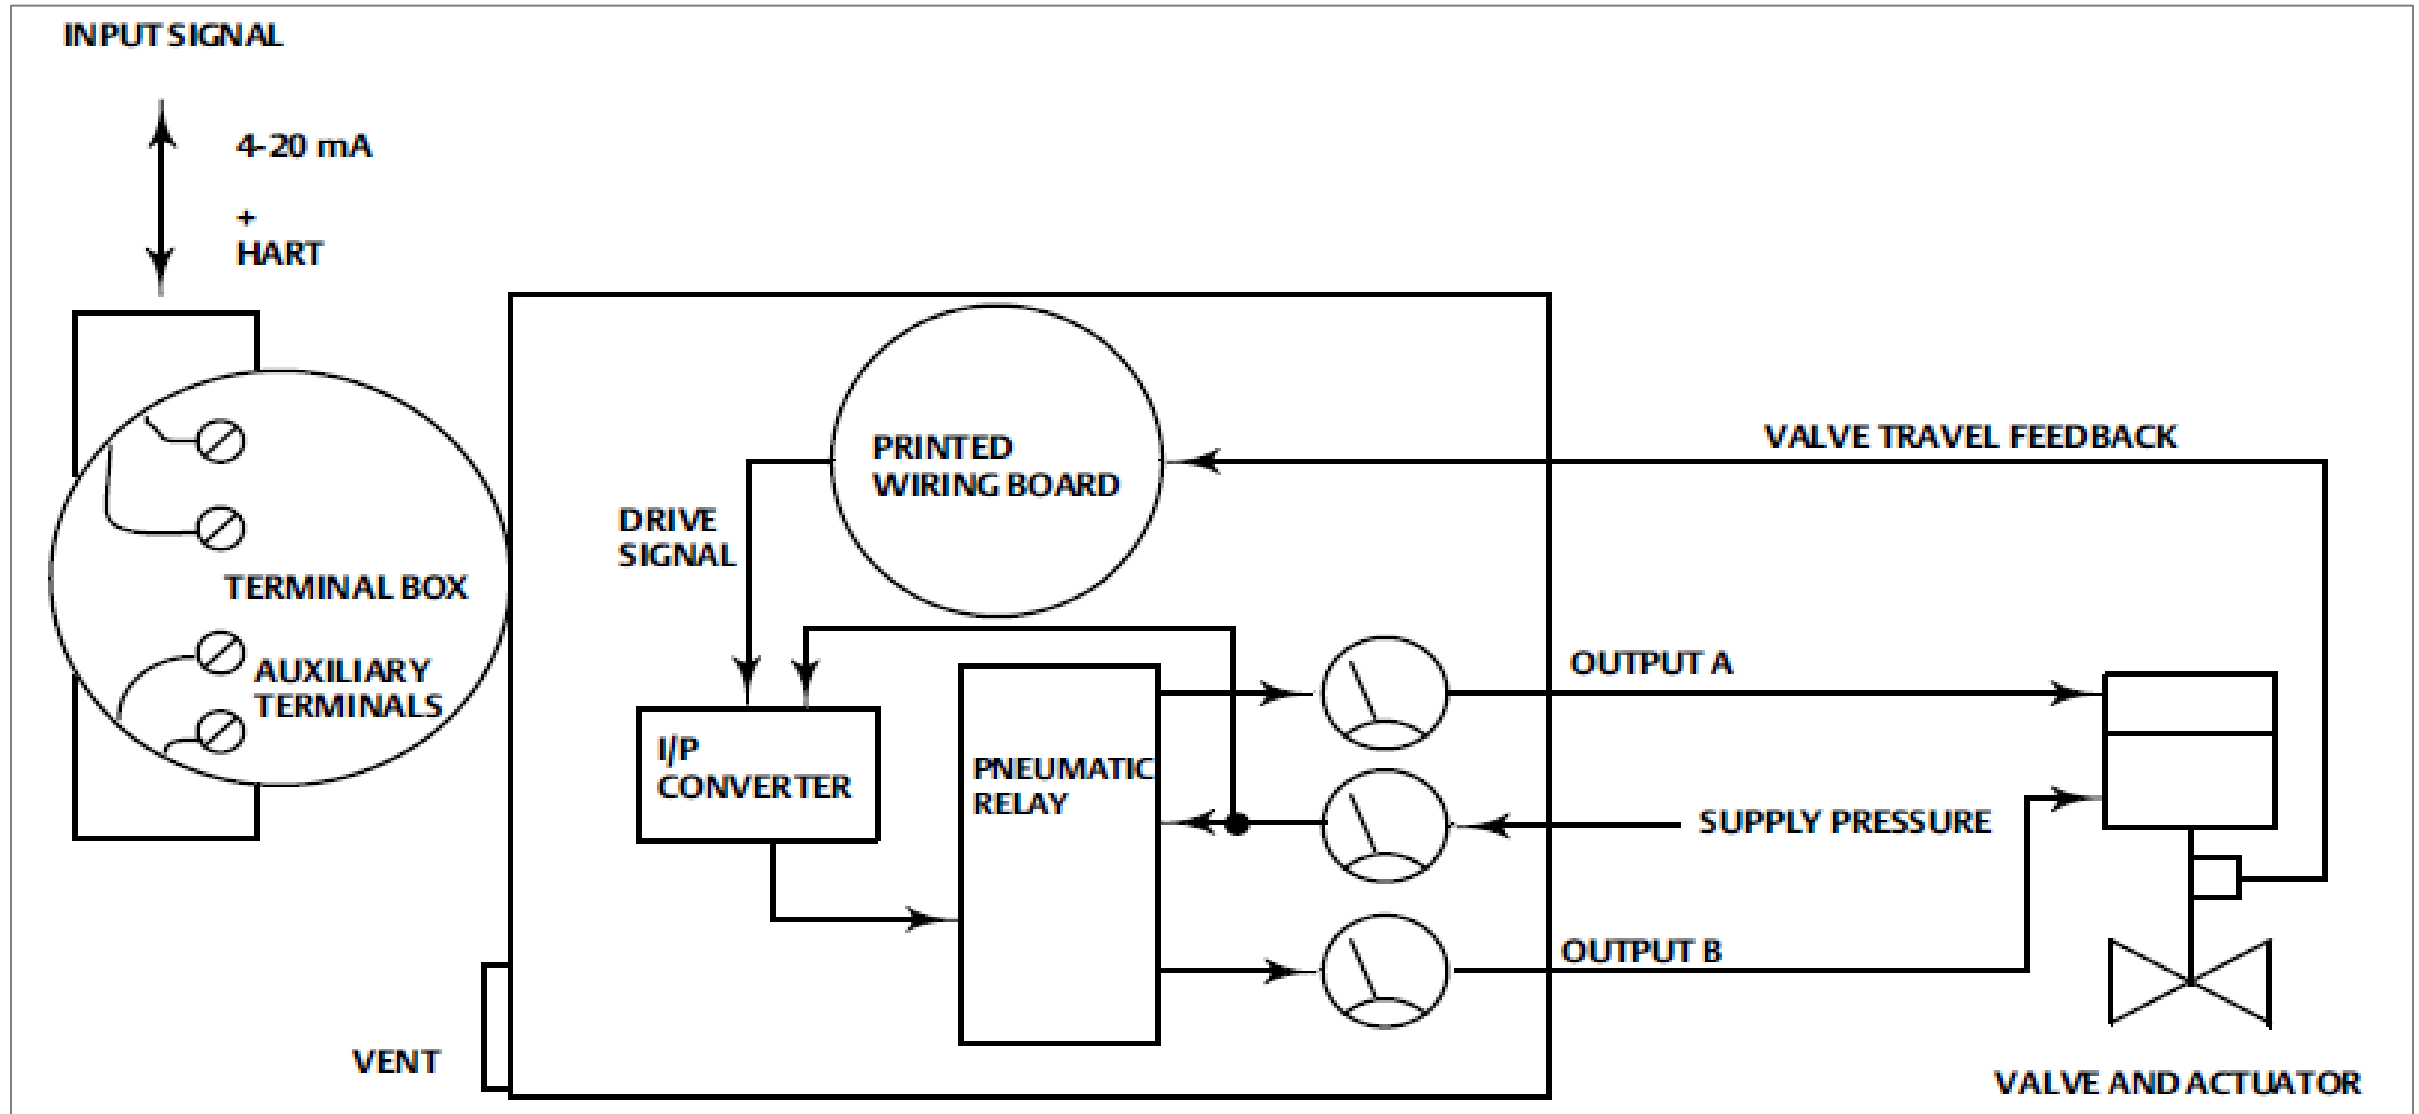 INPUT SIGNAL
4-20 mA
+
HART
TERMINAL BOX
AUXILIARY
TERMINALS
VENT
PRINTED
WIRING BOARD
DRIVE
SIGNAL
I/P
CONVERTER
PNEUMATIC
RELAY
VALVE TRAVEL FEEDBACK
OUTPUT A
SUPPLY PRESSURE
OUTPUT B
VALVE AND ACTUATOR